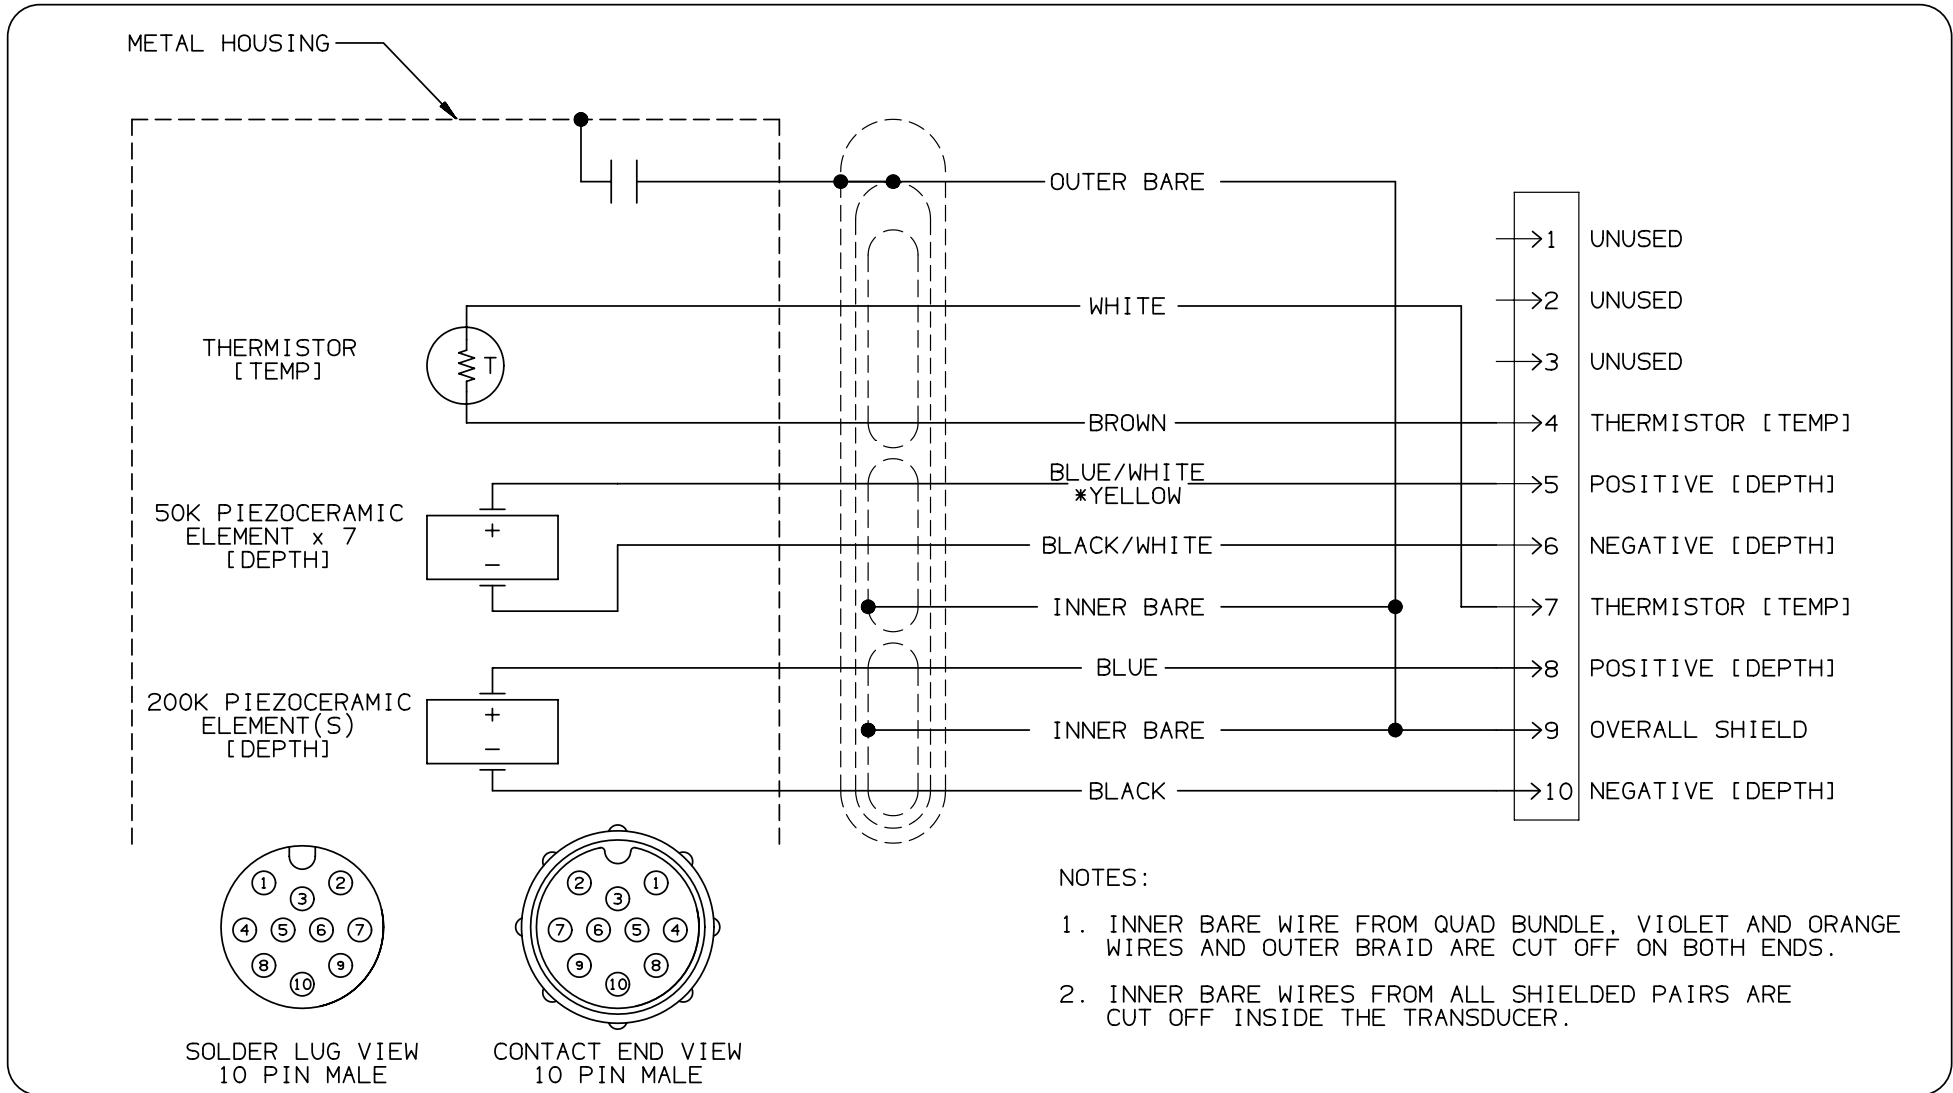 METAL HOUSING
OUTER BARE
1 UNUSED
2 UNUSED
WHITE
THERMISTOR
[TEMP]
T
3 UNUSED
BROWN
4 THERMISTOR [TEMP]
BLUE/WHITE
*YELLOW
5 POSITIVE [DEPTH]
50K PIEZOCERAMIC
ELEMENT x 7
[DEPTH]
+
−
BLACK/WHITE
6 NEGATIVE [DEPTH]
INNER BARE
7 THERMISTOR [TEMP]
BLUE
8 POSITIVE [DEPTH]
200K PIEZOCERAMIC
ELEMENT(S)
[DEPTH]
+
−
INNER BARE
9 OVERALL SHIELD
BLACK
10 NEGATIVE [DEPTH]
1 2
3
4 5 6 7
8 9
10
SOLDER LUG VIEW
10 PIN MALE
2 1
3
7 6 5 4
9 8
10
CONTACT END VIEW
10 PIN MALE
NOTES:
1. INNER BARE WIRE FROM QUAD BUNDLE, VIOLET AND ORANGE
WIRES AND OUTER BRAID ARE CUT OFF ON BOTH ENDS.
2. INNER BARE WIRES FROM ALL SHIELDED PAIRS ARE
CUT OFF INSIDE THE TRANSDUCER.